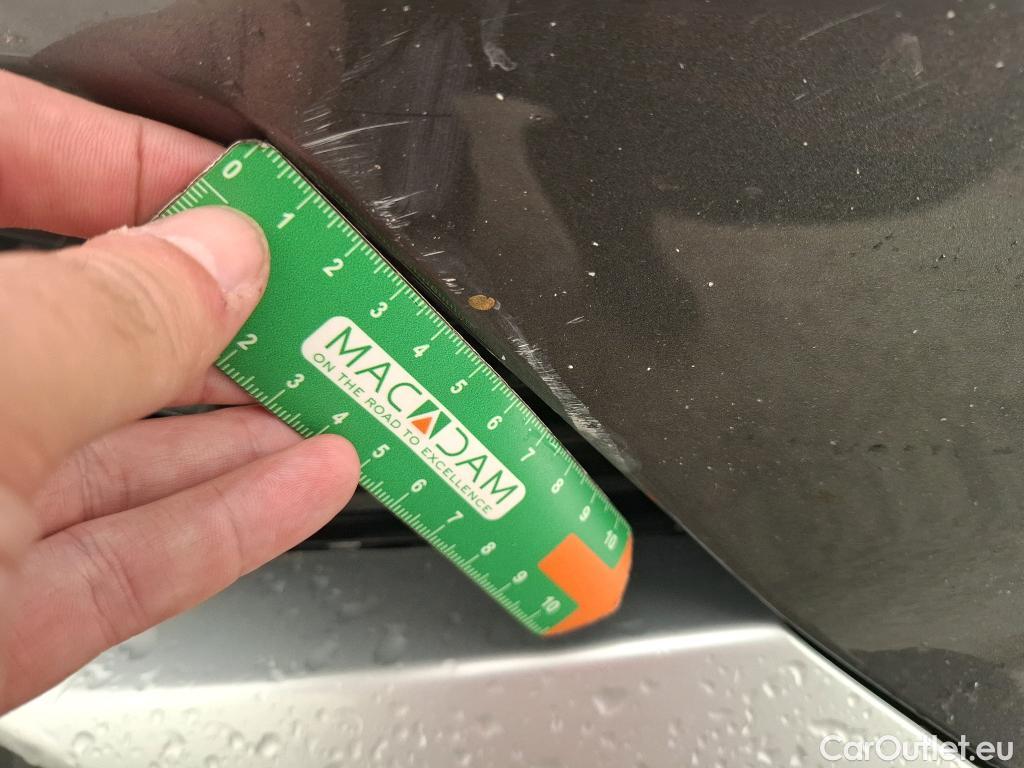 0 1 2 3 4 5 6 7 8 9 10
MACADAM
ON THE ROAD TO EXCELLENCE
2 3 4 5 6 7 8 9 10
CarOutlet.eu